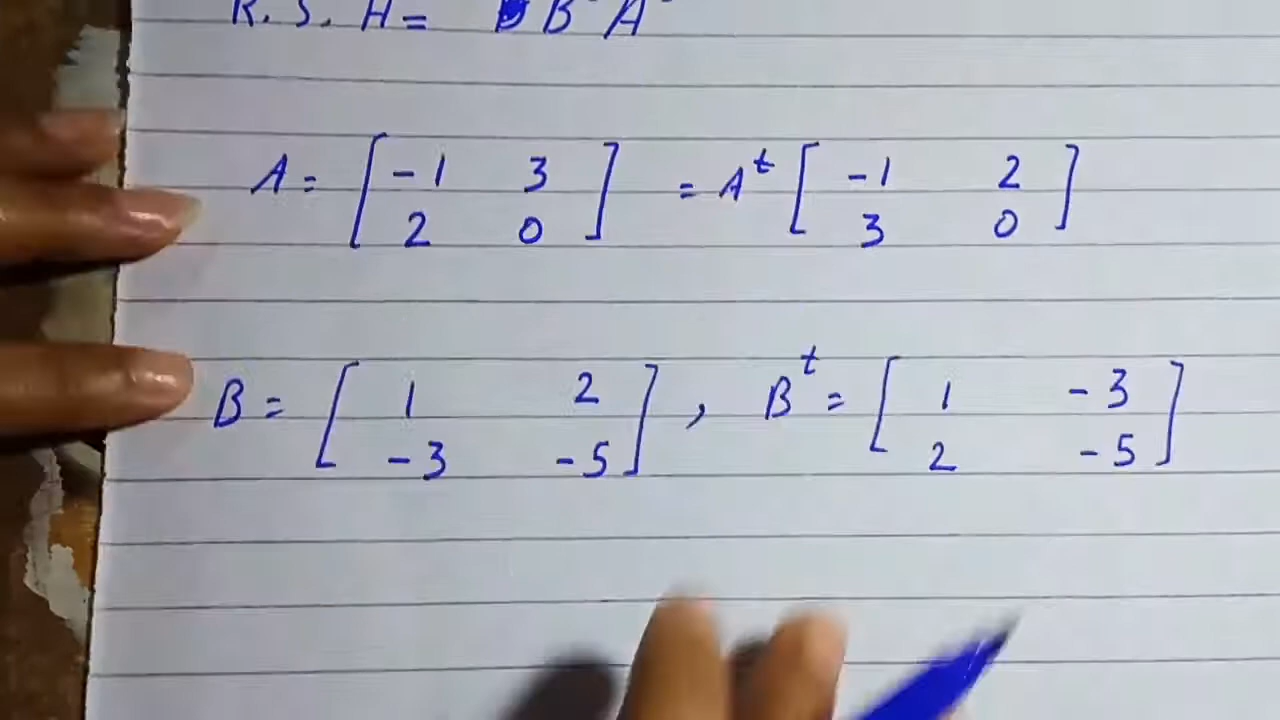 R. S. H = B A
A = [ -1 3 ] = A^t [ -1 2 ]
2 0 3 0
B = [ 1 2 ] , B^t = [ 1 -3 ]
-3 -5 2 -5